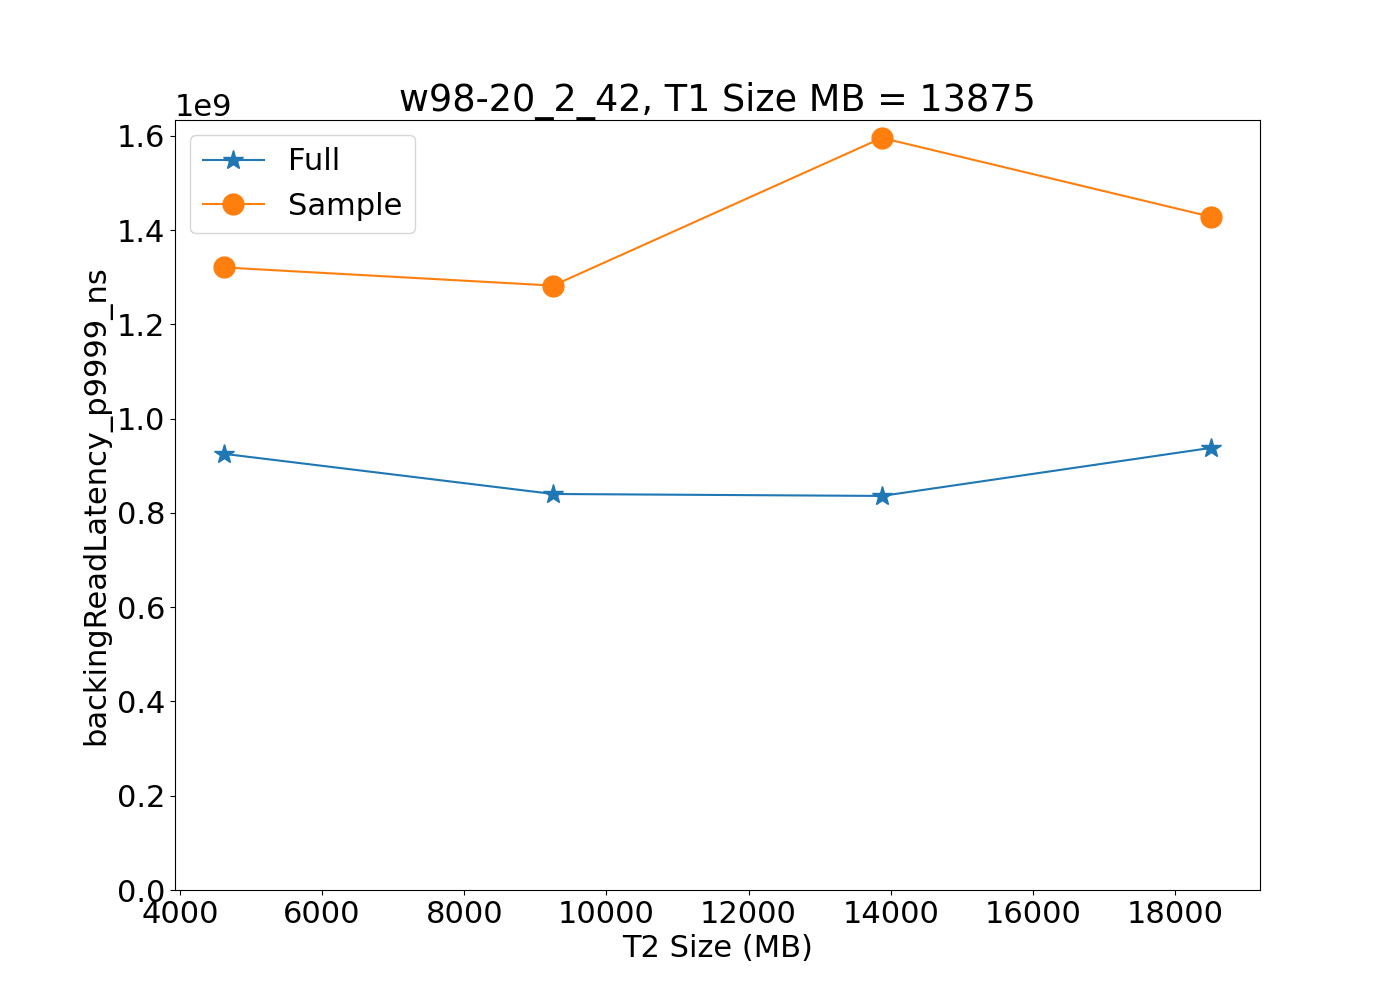 w98-20_2_42, T1 Size MB = 13875
1e9
Full
Sample
1.6
1.4
1.2
1.0
0.8
0.6
0.4
0.2
0.0
backingReadLatency_p9999_ns
4000 6000 8000 10000 12000 14000 16000 18000
T2 Size (MB)